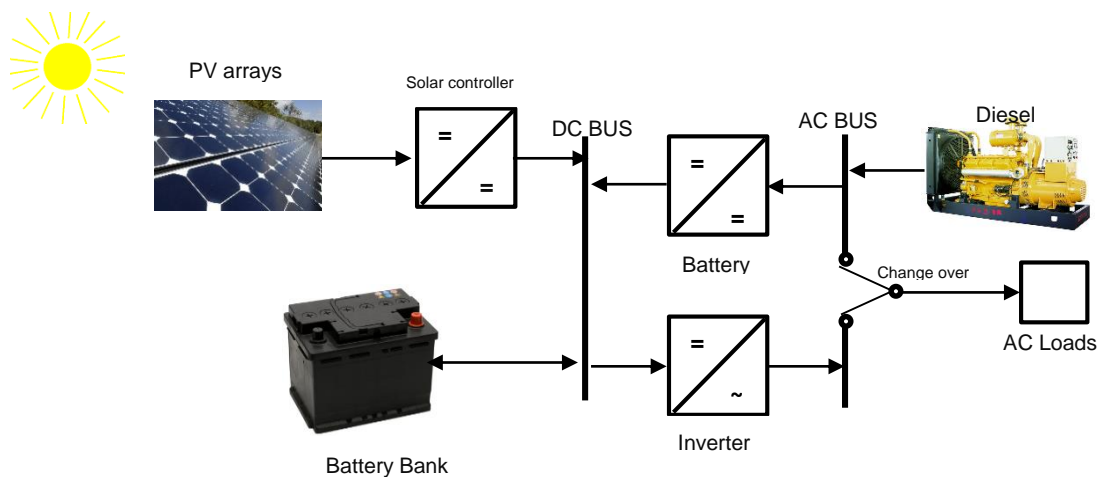 PV arrays
Solar controller
DC BUS
AC BUS
Diesel
=
=
=
=
Battery
Change over
=
~
AC Loads
Inverter
Battery Bank